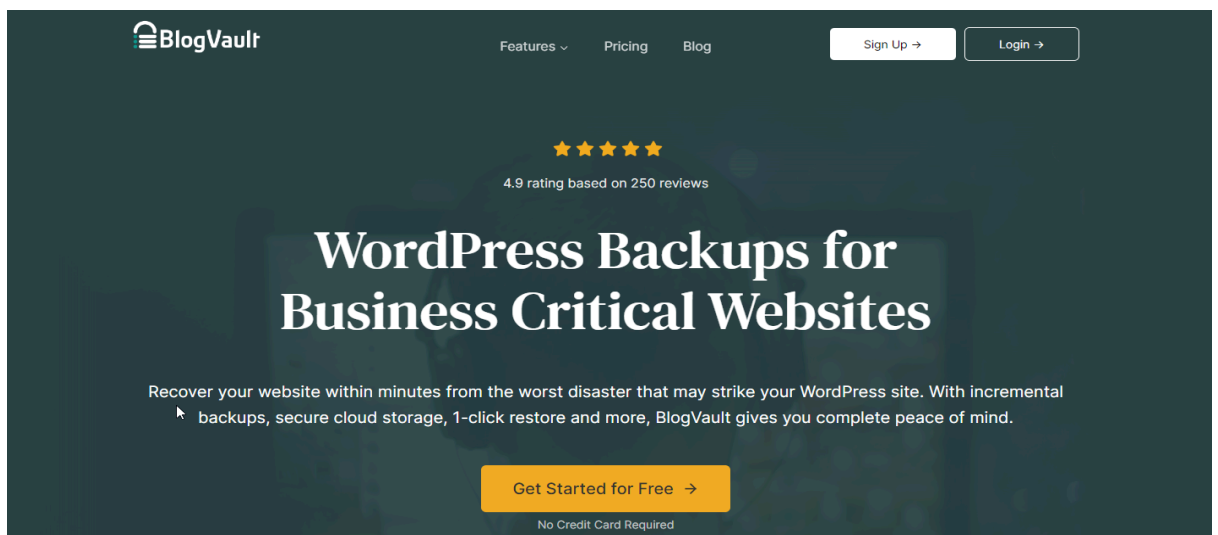 BlogVault
Features
Pricing
Blog
Sign Up →
Login →
4.9 rating based on 250 reviews
WordPress Backups for
Business Critical Websites
Recover your website within minutes from the worst disaster that may strike your WordPress site. With incremental
backups, secure cloud storage, 1-click restore and more, BlogVault gives you complete peace of mind.
Get Started for Free →
No Credit Card Required